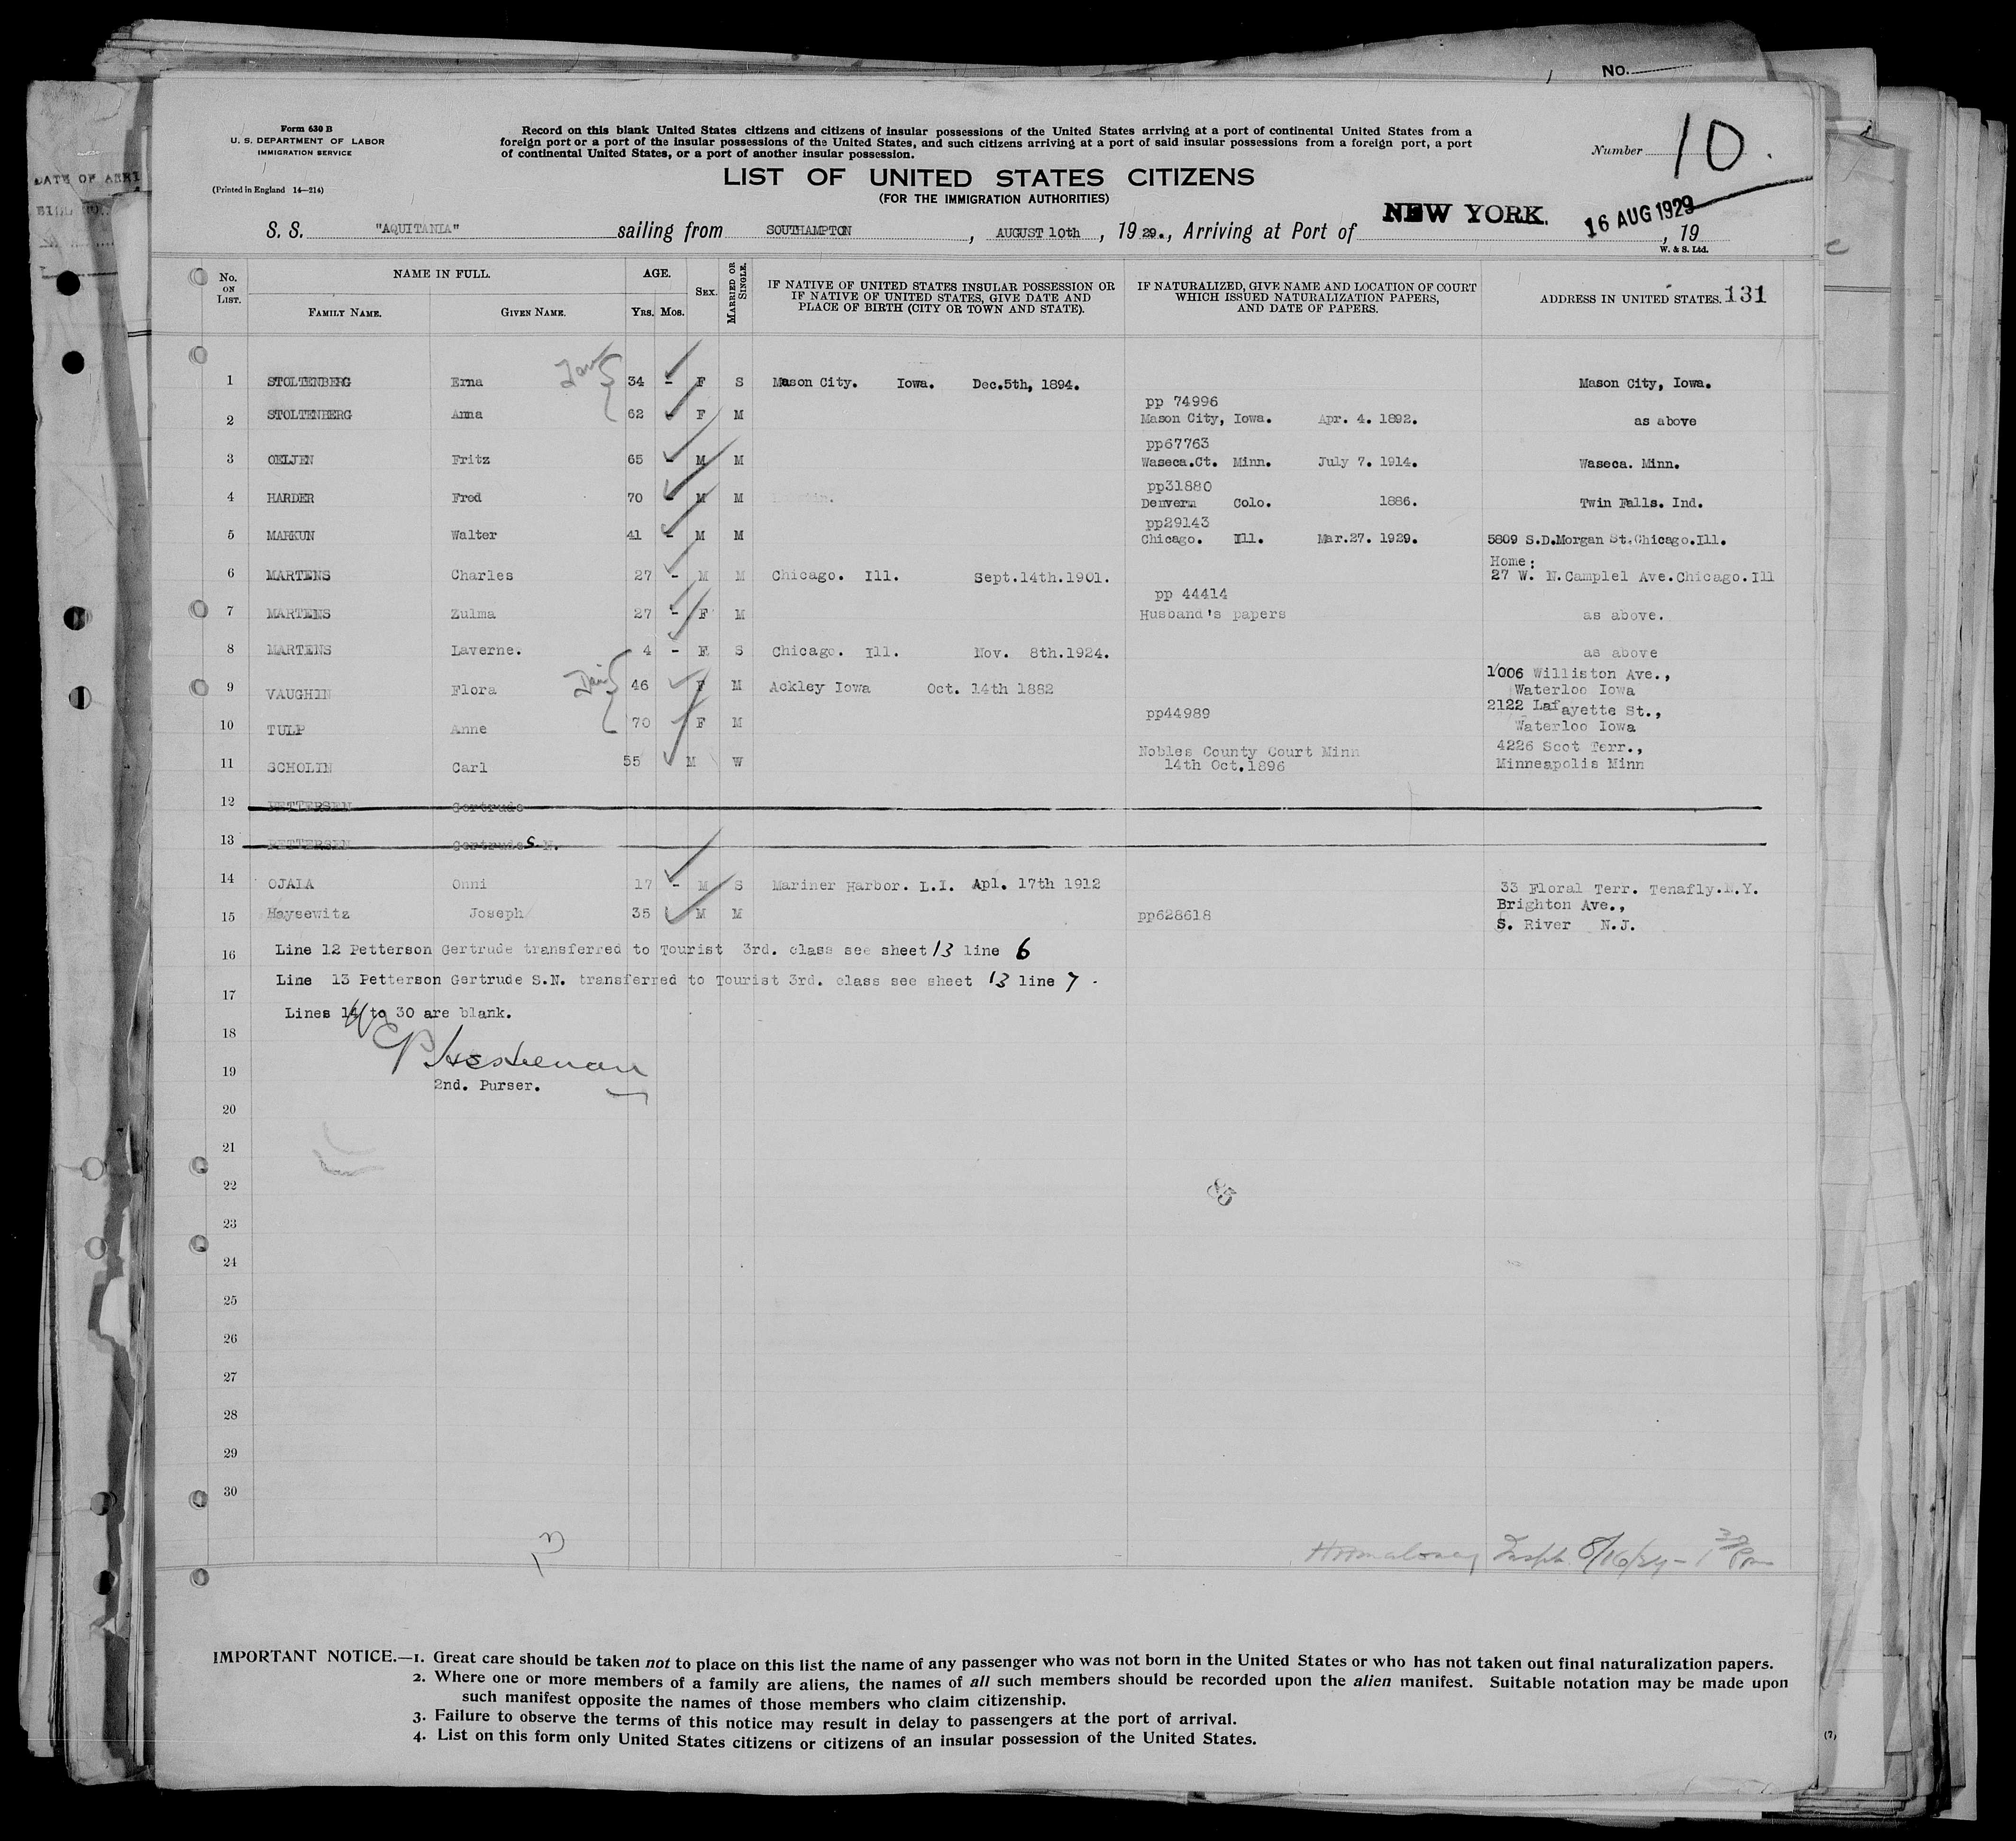 No.
DATE OF ARRI
Form 630 B
U. S. DEPARTMENT OF LABOR
IMMIGRATION SERVICE
(Printed in England 14—214)
Record on this blank United States citizens and citizens of insular possessions of the United States arriving at a port of continental United States from a
foreign port or a port of the insular possessions of the United States, and such citizens arriving at a port of said insular possessions from a foreign port, a port
of continental United States, or a port of another insular possession.
Number 10.
LIST OF UNITED STATES CITIZENS
(FOR THE IMMIGRATION AUTHORITIES)
S. S. "AQUITANIA" sailing from SOUTHAMPTON, AUGUST 10th, 19 29., Arriving at Port of NEW YORK. 16 AUG 1929, 19
W. & S. Ltd.
No. ON LIST. NAME IN FULL. FAMILY NAME. GIVEN NAME. AGE. YRS. MOS. SEX. MARRIED OR SINGLE. IF NATIVE OF UNITED STATES INSULAR POSSESSION OR IF NATIVE OF UNITED STATES, GIVE DATE AND PLACE OF BIRTH (CITY OR TOWN AND STATE). IF NATURALIZED, GIVE NAME AND LOCATION OF COURT WHICH ISSUED NATURALIZATION PAPERS, AND DATE OF PAPERS. ADDRESS IN UNITED STATES. 131
1 STOLTENBERG Erna 34 - F S Mason City. Iowa. Dec.5th, 1894. Mason City, Iowa.
pp 74996
2 STOLTENBERG Anna 62 - F M Mason City, Iowa. Apr. 4. 1892. as above
pp67763
3 OELJEN Fritz 65 - M M Waseca.Ct. Minn. July 7. 1914. Waseca. Minn.
pp31880
4 HARDER Fred 70 - M M Denverm Colo. 1886. Twin Falls. Ind.
pp29143
5 MARKUN Walter 41 - M M Chicago. Ill. Mar.27. 1929. 5809 S.D.Morgan St.Chicago.Ill.
Home:
6 MARTENS Charles 27 - M M Chicago. Ill. Sept.14th.1901. 27 W. N.Camplel Ave.Chicago.Ill
pp 44414
7 MARTENS Zulma 27 - F M Husband's papers as above.
8 MARTENS Laverne. 4 - F S Chicago. Ill. Nov. 8th.1924. as above
1006 Williston Ave.,
9 VAUGHIN Flora 46 F M Ackley Iowa Oct. 14th 1882 Waterloo Iowa
pp44989 2122 Lafayette St.,
10 TULP Anne 70 F M Waterloo Iowa
Nobles County Court Minn 4226 Scot Terr.,
11 SCHOLIN Carl 55 M W 14th Oct.1896 Minneapolis Minn
12 PETTERSEN Gertrude
13 PETTERSEN Gertrude S.N.
14 OJALA Onni 17 - M S Mariner Harbor. L.I. Apl. 17th 1912 33 Floral Terr. Tenafly.N.Y.
Brighton Ave.,
15 Haysewitz Joseph 35 M M pp628618 S. River N.J.
16 Line 12 Petterson Gertrude transferred to Tourist 3rd. class see sheet 13 line 6
Line 13 Petterson Gertrude S.N. transferred to Tourist 3rd. class see sheet 13 line 7.
17
Lines 16 to 30 are blank.
18
19
2nd. Purser.
20
21
22
23
24
25
26
27
28
29
30
Insp. 8/16/29 - 1 30 Pm
IMPORTANT NOTICE.—1. Great care should be taken not to place on this list the name of any passenger who was not born in the United States or who has not taken out final naturalization papers.
2. Where one or more members of a family are aliens, the names of all such members should be recorded upon the alien manifest. Suitable notation may be made upon
such manifest opposite the names of those members who claim citizenship.
3. Failure to observe the terms of this notice may result in delay to passengers at the port of arrival.
4. List on this form only United States citizens or citizens of an insular possession of the United States.
(7)